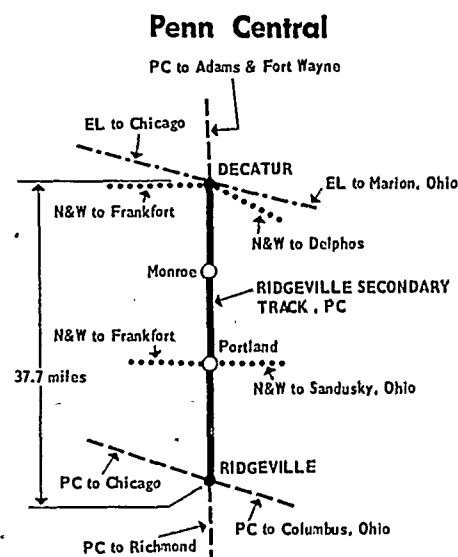 Penn Central
PC to Adams & Fort Wayne
EL to Chicago
DECATUR
EL to Marion, Ohio
N&W to Frankfort
N&W to Delphos
Monroe
RIDGEVILLE SECONDARY
TRACK, PC
N&W to Frankfort
Portland
37.7 miles
N&W to Sandusky, Ohio
RIDGEVILLE
PC to Chicago
PC to Columbus, Ohio
PC to Richmond